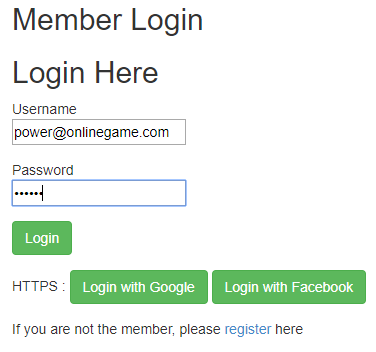 Member Login
Login Here
Username
power@onlinegame.com
Password
••••••
Login
HTTPS : Login with Google Login with Facebook
If you are not the member, please register here